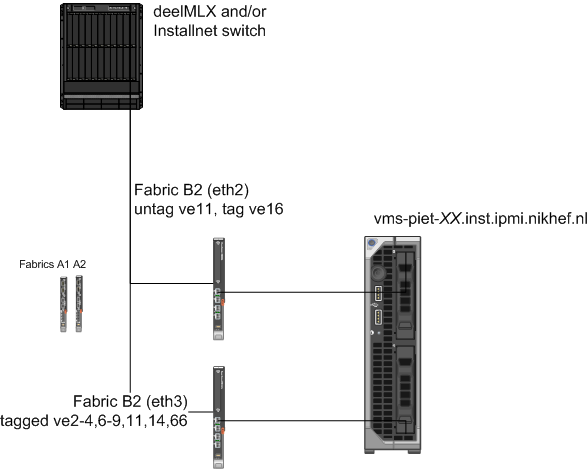 deelMLX and/or
Installnet switch
Fabric B2 (eth2)
untag ve11, tag ve16
vms-piet-XX.inst.ipmi.nikhef.nl
Fabrics A1 A2
Fabric B2 (eth3)
tagged ve2-4,6-9,11,14,66